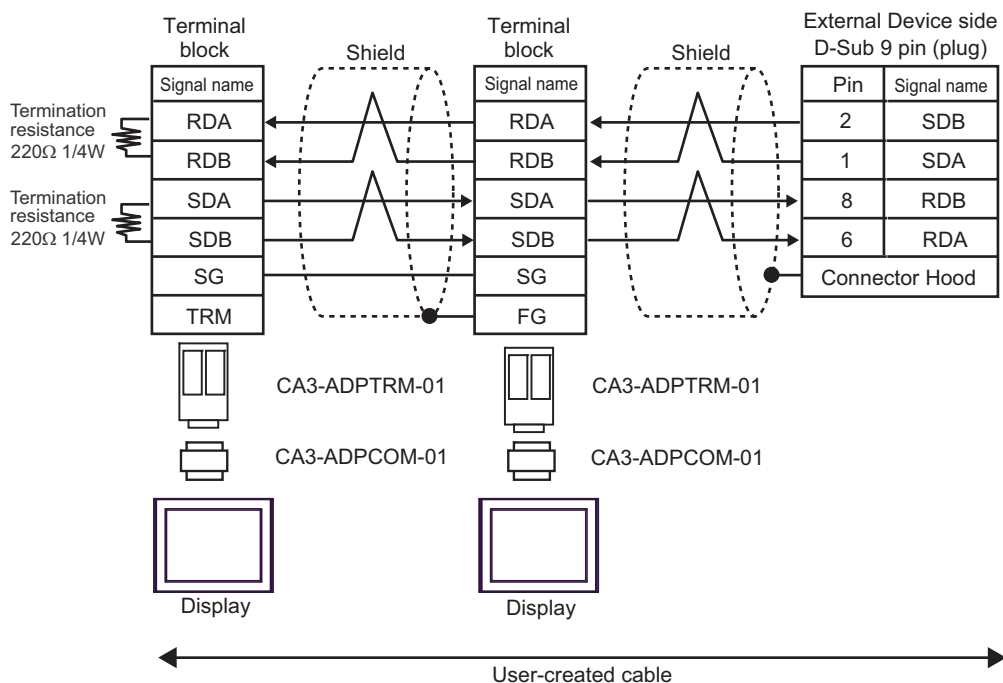 Terminal
block
Shield
Terminal
block
Shield
External Device side
D-Sub 9 pin (plug)
Signal name
Signal name
Pin
Signal name
Termination
resistance
220Ω 1/4W
RDA
RDA
2
SDB
RDB
RDB
1
SDA
Termination
resistance
220Ω 1/4W
SDA
SDA
8
RDB
SDB
SDB
6
RDA
SG
SG
Connector Hood
TRM
FG
CA3-ADPTRM-01
CA3-ADPTRM-01
CA3-ADPCOM-01
CA3-ADPCOM-01
Display
Display
User-created cable